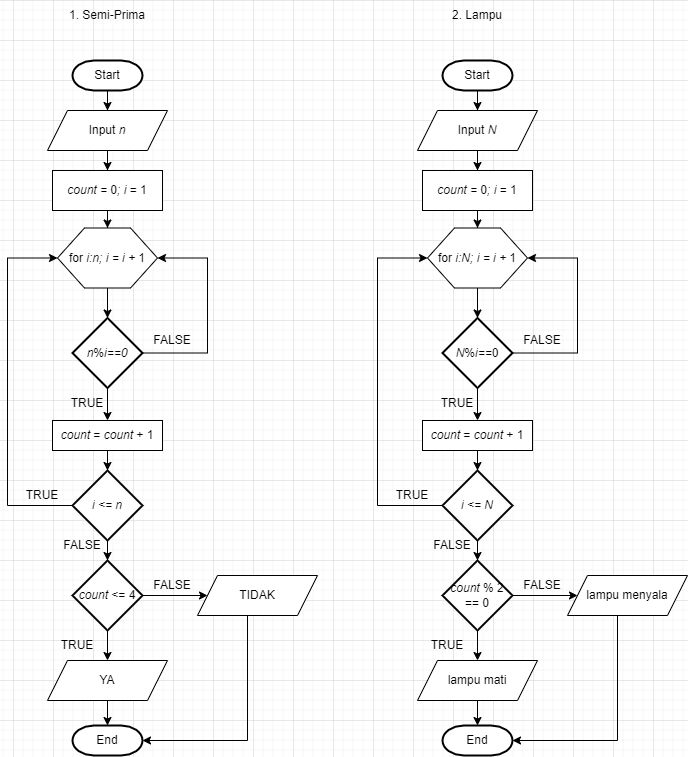 1. Semi-Prima
Start
Input n
count = 0; i = 1
for i:n; i = i + 1
n%i==0
FALSE
TRUE
count = count + 1
i <= n
TRUE
FALSE
count <= 4
FALSE
TIDAK
TRUE
YA
End
2. Lampu
Start
Input N
count = 0; i = 1
for i:N; i = i + 1
N%i==0
FALSE
TRUE
count = count + 1
i <= N
TRUE
FALSE
count % 2
== 0
FALSE
lampu menyala
TRUE
lampu mati
End